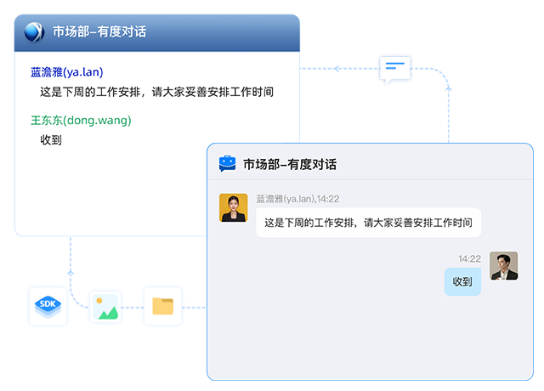 市场部-有度对话
蓝澹雅(ya.lan)
这是下周的工作安排，请大家妥善安排工作时间
王东东(dong.wang)
收到
市场部-有度对话
蓝澹雅(ya.lan),14:22
这是下周的工作安排，请大家妥善安排工作时间
14:22
收到
SDK